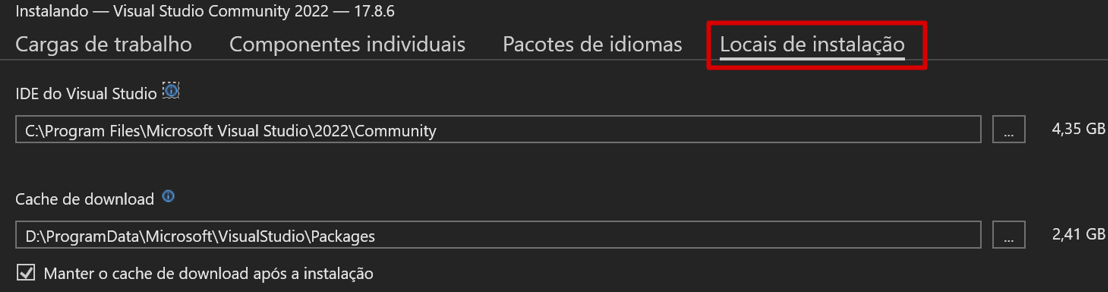 Instalando — Visual Studio Community 2022 — 17.8.6
Cargas de trabalho Componentes individuais Pacotes de idiomas Locais de instalação
IDE do Visual Studio
C:\Program Files\Microsoft Visual Studio\2022\Community ... 4,35 GB
Cache de download
D:\ProgramData\Microsoft\VisualStudio\Packages ... 2,41 GB
Manter o cache de download após a instalação